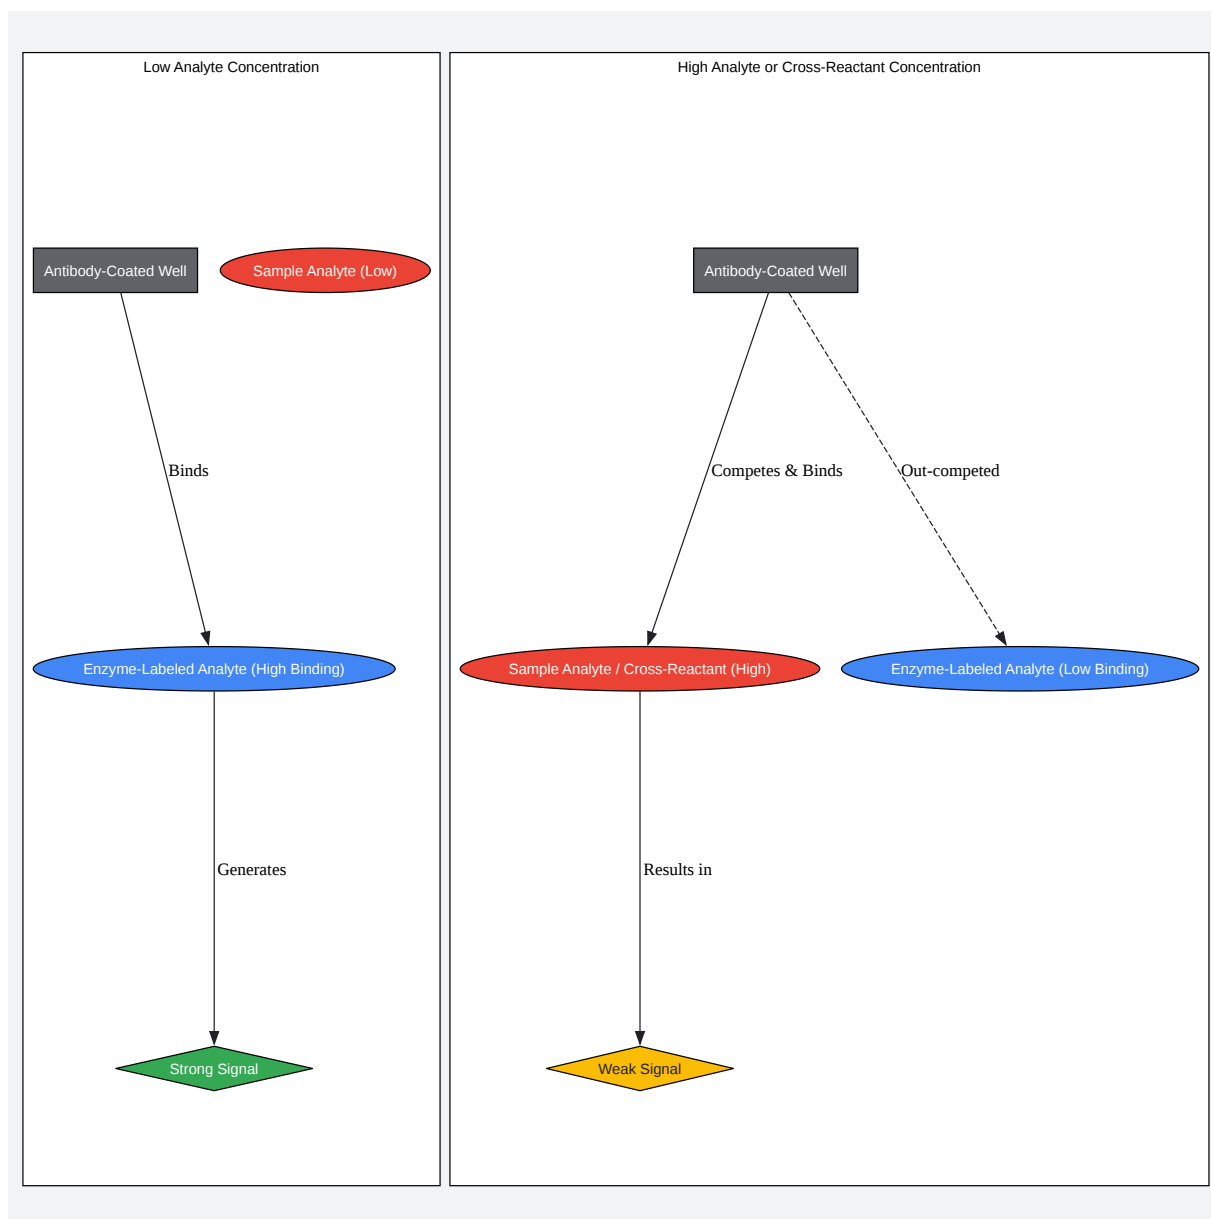 Low Analyte Concentration
Antibody-Coated Well
Sample Analyte (Low)
Binds
Enzyme-Labeled Analyte (High Binding)
Generates
Strong Signal
High Analyte or Cross-Reactant Concentration
Antibody-Coated Well
Competes & Binds
Out-competed
Sample Analyte / Cross-Reactant (High)
Enzyme-Labeled Analyte (Low Binding)
Results in
Weak Signal